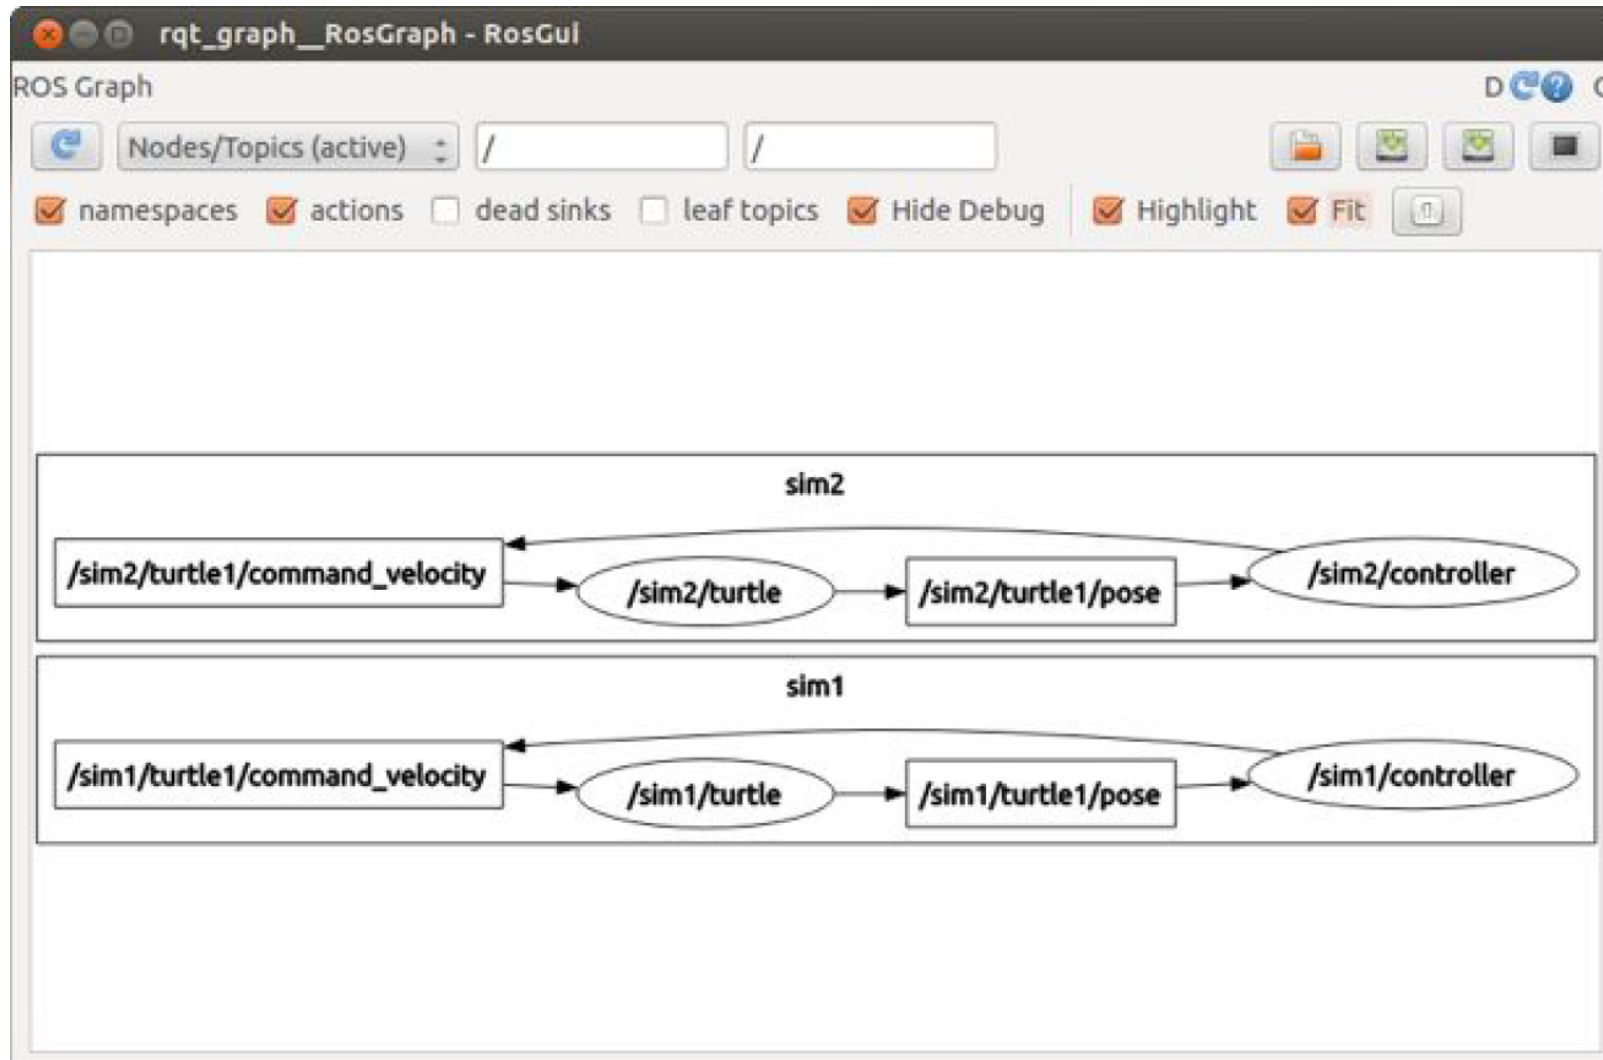 rqt_graph__RosGraph - RosGui
ROS Graph D
Nodes/Topics (active) / /
namespaces actions dead sinks leaf topics Hide Debug Highlight Fit
sim2
/sim2/turtle1/command_velocity /sim2/turtle /sim2/turtle1/pose /sim2/controller
sim1
/sim1/turtle1/command_velocity /sim1/turtle /sim1/turtle1/pose /sim1/controller